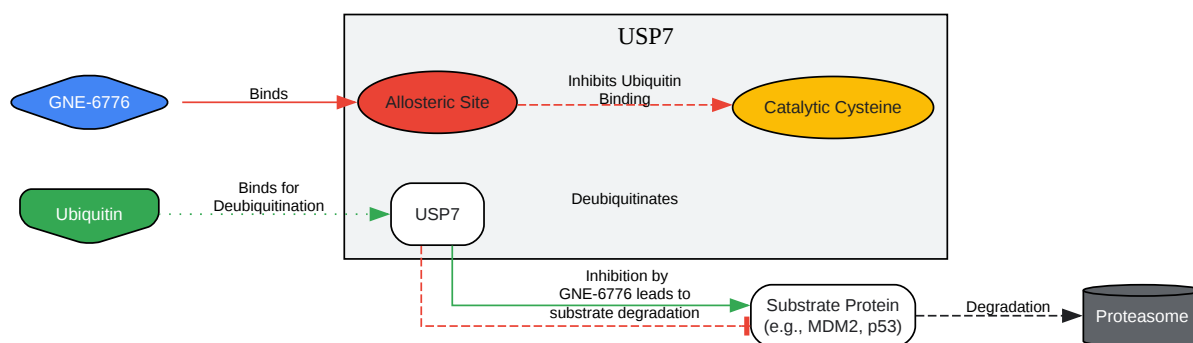 USP7
GNE-6776
Binds
Allosteric Site
Inhibits Ubiquitin
Binding
Catalytic Cysteine
Ubiquitin
Binds for
Deubiquitination
USP7
Deubiquitinates
Inhibition by
GNE-6776 leads to
substrate degradation
Substrate Protein
(e.g., MDM2, p53)
Degradation
Proteasome